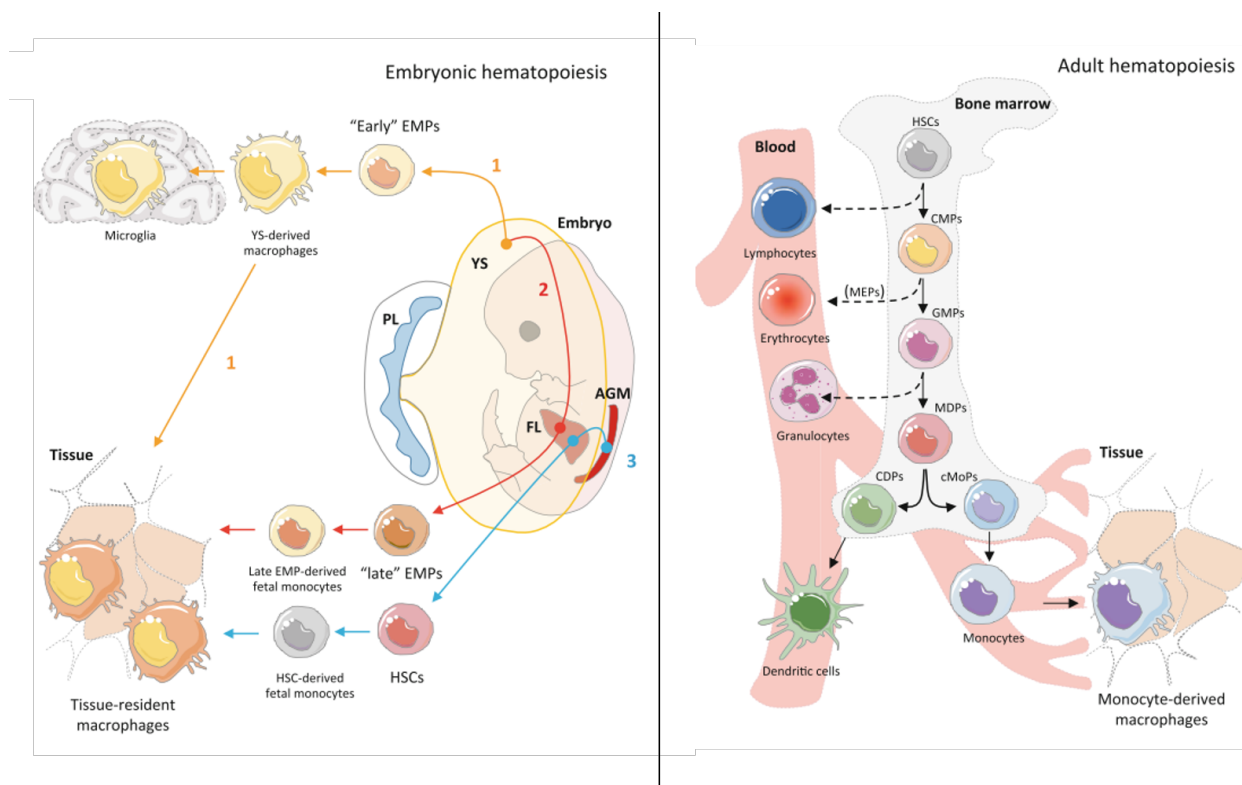 Embryonic hematopoiesis
“Early” EMPs
1
Microglia
YS-derived
macrophages
Embryo
YS
2
PL
1
AGM
FL
3
Tissue
Late EMP-derived
fetal monocytes
“late” EMPs
HSC-derived
fetal monocytes
HSCs
Tissue-resident
macrophages
Adult hematopoiesis
Bone marrow
HSCs
Blood
CMPs
Lymphocytes
(MEPs)
GMPs
Erythrocytes
MDPs
Granulocytes
Tissue
CDPs
cMoPs
Monocytes
Dendritic cells
Monocyte-derived
macrophages